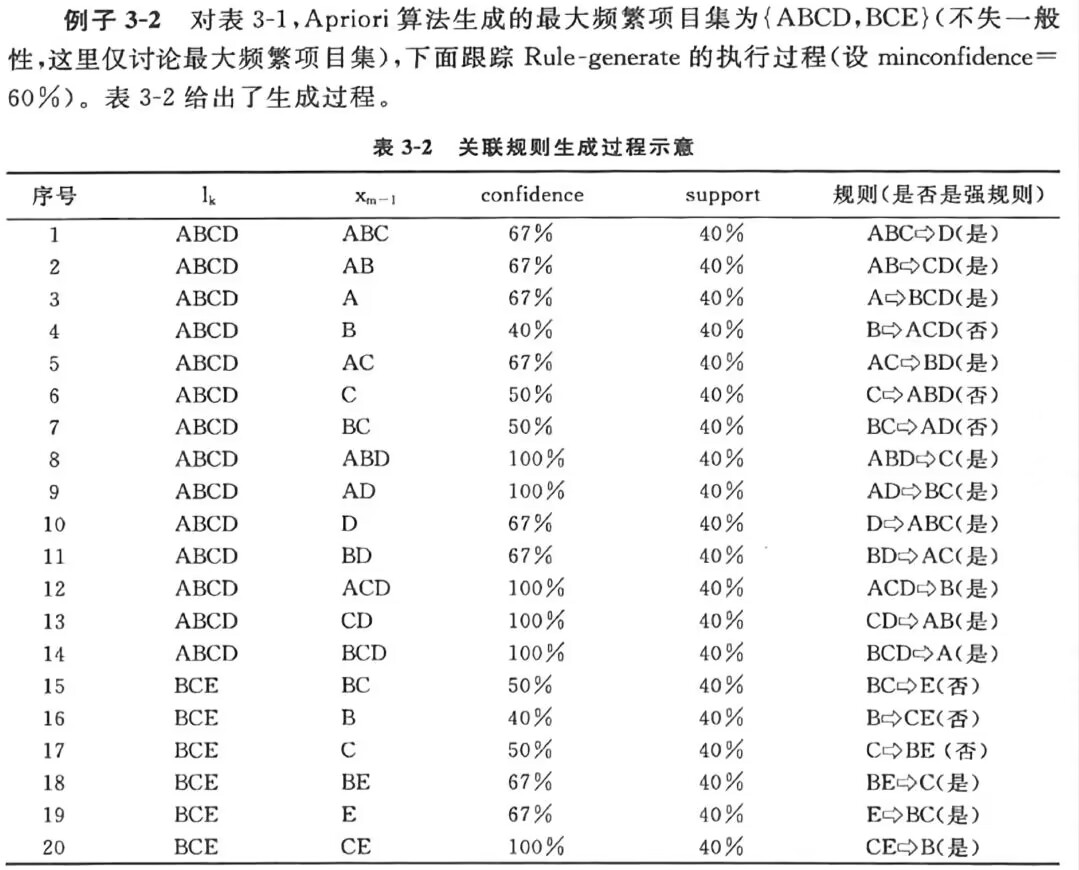 例子 3-2 对表 3-1,Apriori 算法生成的最大频繁项目集为{ABCD,BCE}(不失一般
性,这里仅讨论最大频繁项目集),下面跟踪 Rule-generate 的执行过程(设 minconfidence=
60%)。表 3-2 给出了生成过程。
表 3-2 关联规则生成过程示意
序号 lk xm−1 confidence support 规则(是否是强规则)
1 ABCD ABC 67% 40% ABC⇨D(是)
2 ABCD AB 67% 40% AB⇨CD(是)
3 ABCD A 67% 40% A⇨BCD(是)
4 ABCD B 40% 40% B⇨ACD(否)
5 ABCD AC 67% 40% AC⇨BD(是)
6 ABCD C 50% 40% C⇨ABD(否)
7 ABCD BC 50% 40% BC⇨AD(否)
8 ABCD ABD 100% 40% ABD⇨C(是)
9 ABCD AD 100% 40% AD⇨BC(是)
10 ABCD D 67% 40% D⇨ABC(是)
11 ABCD BD 67% 40% BD⇨AC(是)
12 ABCD ACD 100% 40% ACD⇨B(是)
13 ABCD CD 100% 40% CD⇨AB(是)
14 ABCD BCD 100% 40% BCD⇨A(是)
15 BCE BC 50% 40% BC⇨E(否)
16 BCE B 40% 40% B⇨CE(否)
17 BCE C 50% 40% C⇨BE (否)
18 BCE BE 67% 40% BE⇨C(是)
19 BCE E 67% 40% E⇨BC(是)
20 BCE CE 100% 40% CE⇨B(是)